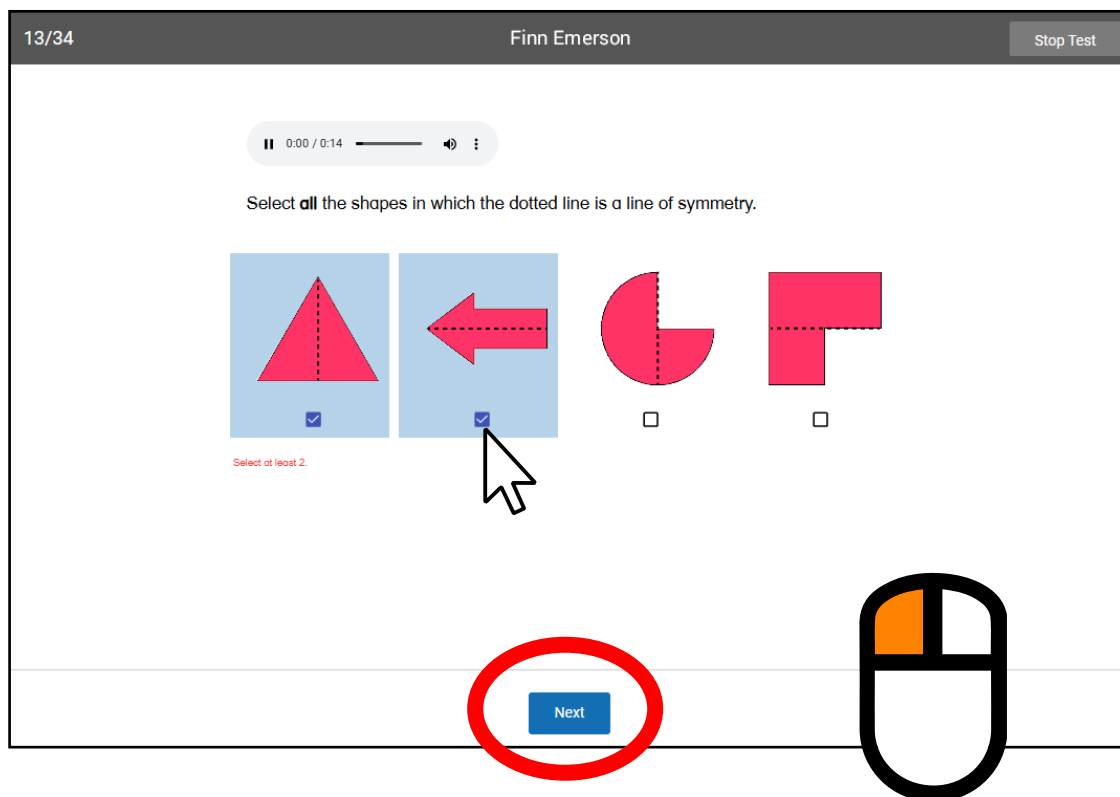 13/34 Finn Emerson Stop Test
0:00 / 0:14
Select all the shapes in which the dotted line is a line of symmetry.
Select at least 2.
Next